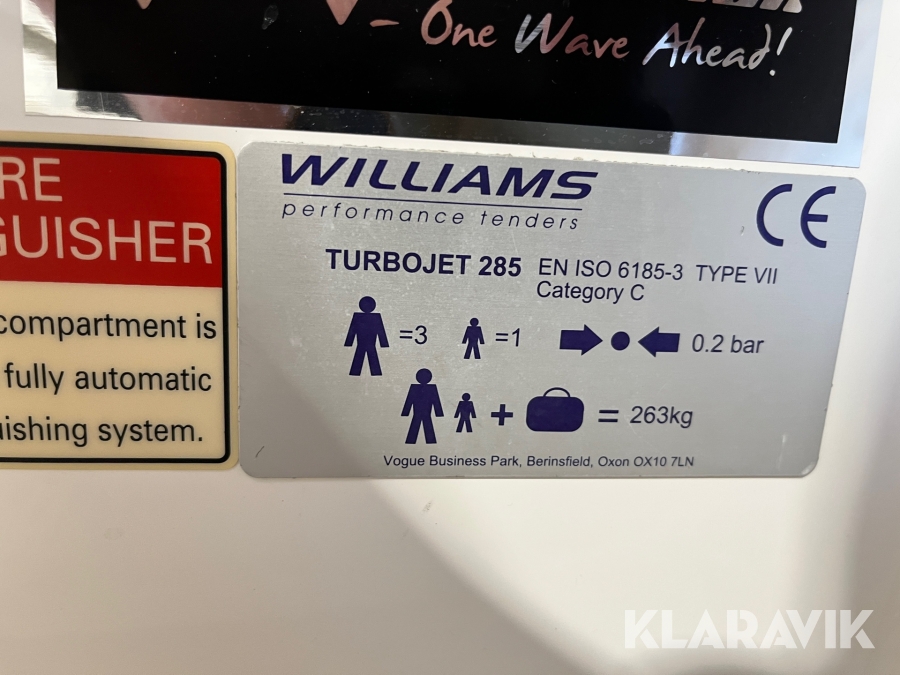 - One Wave Ahead!
WILLIAMS
performance tenders
CE
TURBOJET 285 EN ISO 6185-3 TYPE VII
Category C
=3 =1 0.2 bar
+ = 263kg
Vogue Business Park, Berinsfield, Oxon OX10 7LN
RE
GUISHER
compartment is
fully automatic
uishing system.
KLARAVIK